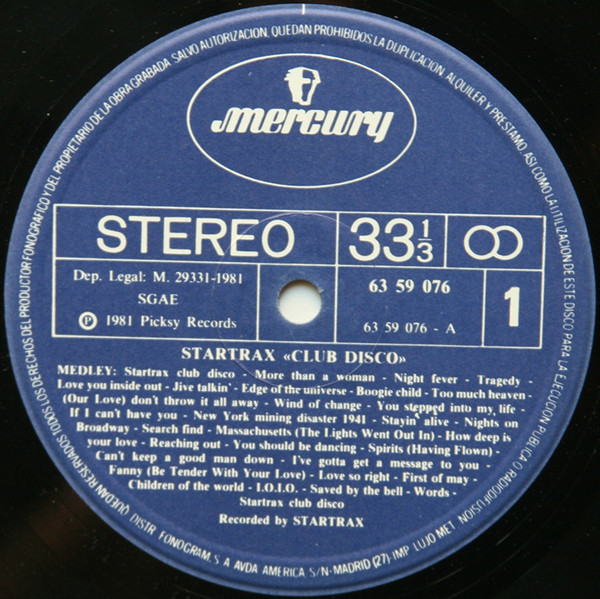 QUEDAN RESERVADOS TODOS LOS DERECHOS DEL PRODUCTOR FONOGRAFICO Y DEL PROPIETARIO DE LA OBRA GRABADA. SALVO AUTORIZACION, QUEDAN PROHIBIDOS LA DUPLICACION, ALQUILER Y PRESTAMO, ASI COMO LA UTILIZACION DE ESTE DISCO PARA LA EJECUCION PUBLICA O RADIODIFUSION.
mercury
STEREO
33 1/3
Dep. Legal: M. 29331-1981
SGAE
℗ 1981 Picksy Records
63 59 076
63 59 076 - A
1
STARTRAX «CLUB DISCO»
MEDLEY: Startrax club disco - More than a woman - Night fever - Tragedy -
Love you inside out - Jive talkin' - Edge of the universe - Boogie child - Too much heaven -
(Our Love) don't throw it all away - Wind of change - You stepped into my life -
If I can't have you - New York mining disaster 1941 - Stayin' alive - Nights on
Broadway - Search find - Massachusetts (The Lights Went Out In) - How deep is
your love - Reaching out - You should be dancing - Spirits (Having Flown) -
Can't keep a good man down - I've gotta get a message to you -
Fanny (Be Tender With Your Love) - Love so right - First of may -
Children of the world - I.O.I.O. - Saved by the bell - Words -
Startrax club disco
Recorded by STARTRAX
DISTR. FONOGRAM, S. A. AVDA AMERICA S/N - MADRID (27) IMP LUJO MET.